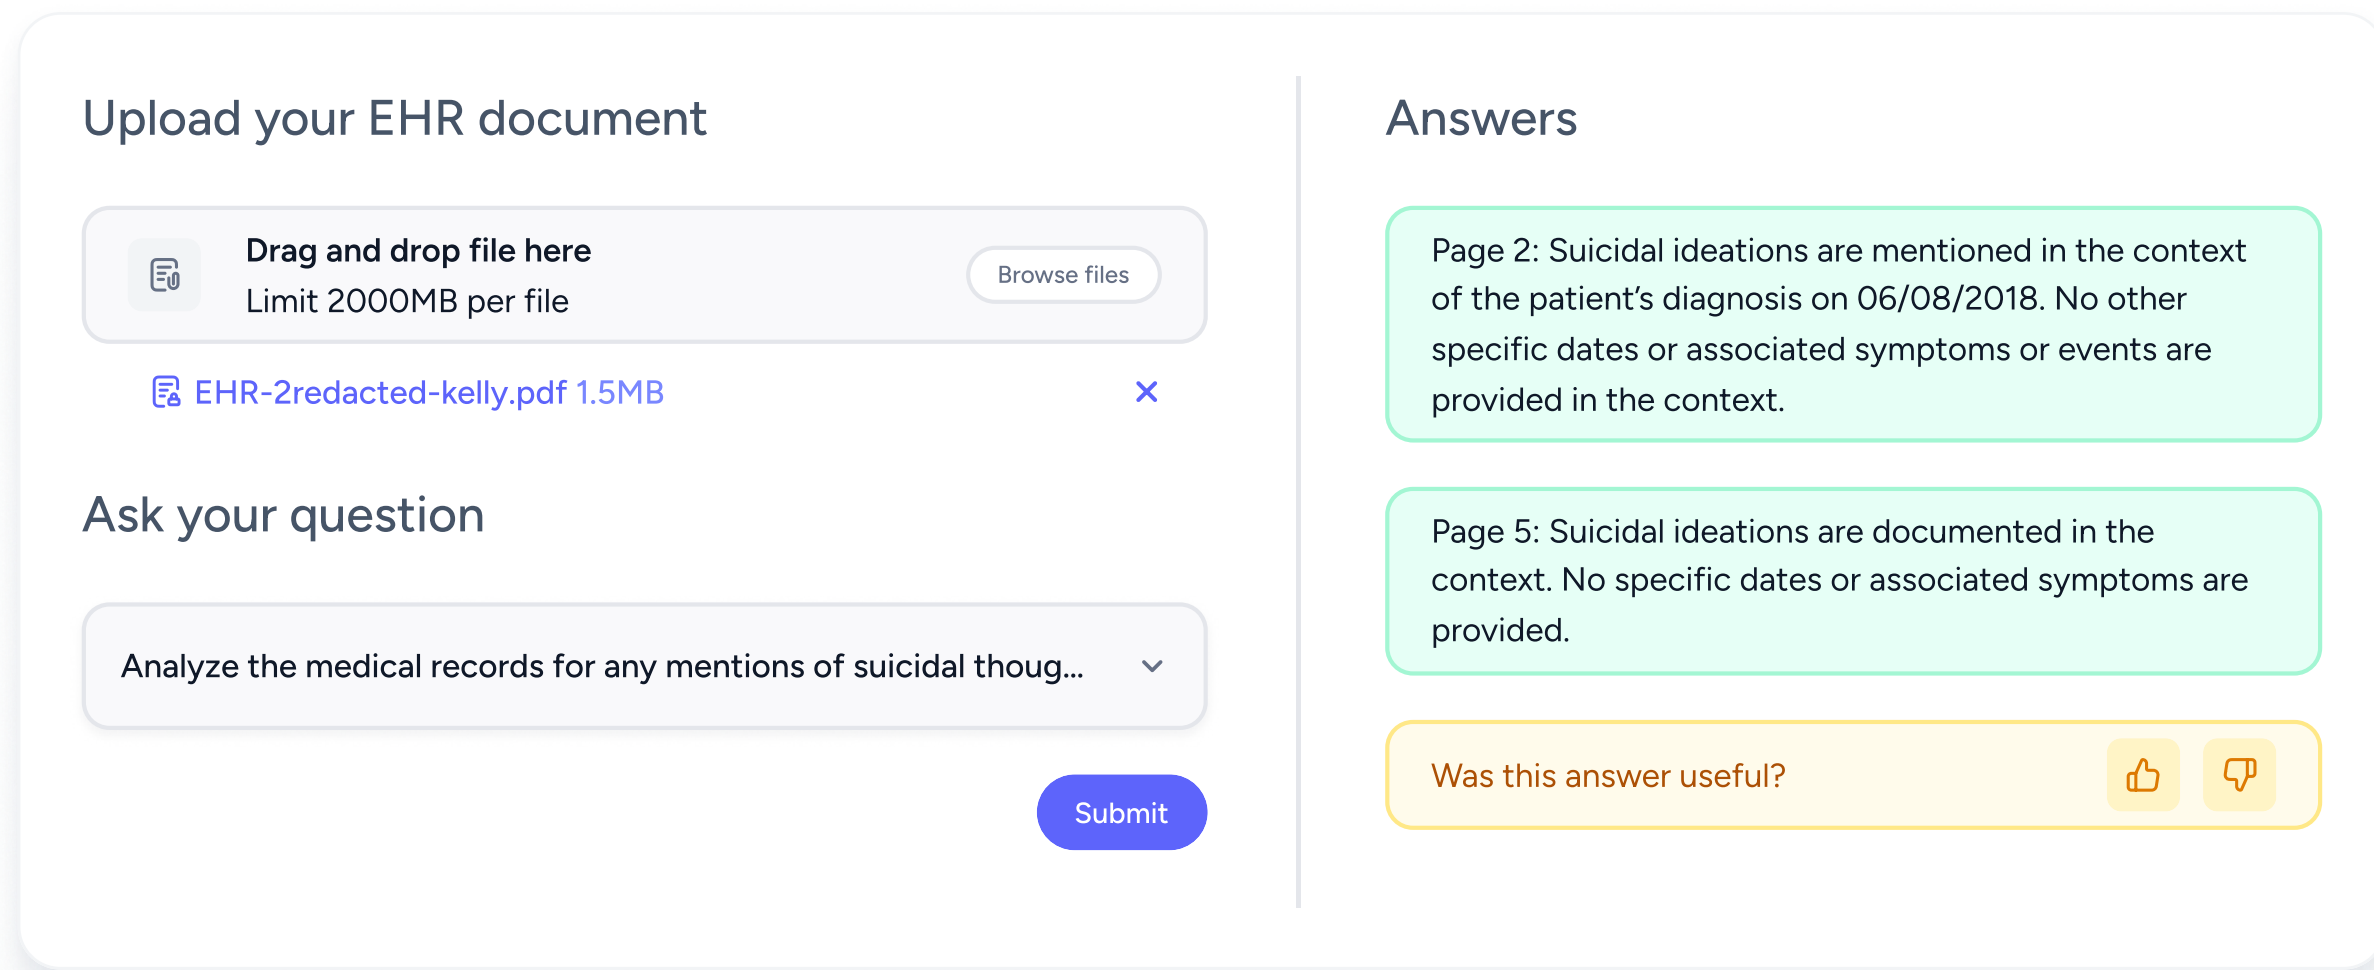 Upload your EHR document
Drag and drop file here
Limit 2000MB per file
Browse files
EHR-2redacted-kelly.pdf 1.5MB
Ask your question
Analyze the medical records for any mentions of suicidal thoug...
Submit
Answers
Page 2: Suicidal ideations are mentioned in the context
of the patient’s diagnosis on 06/08/2018. No other
specific dates or associated symptoms or events are
provided in the context.
Page 5: Suicidal ideations are documented in the
context. No specific dates or associated symptoms are
provided.
Was this answer useful?